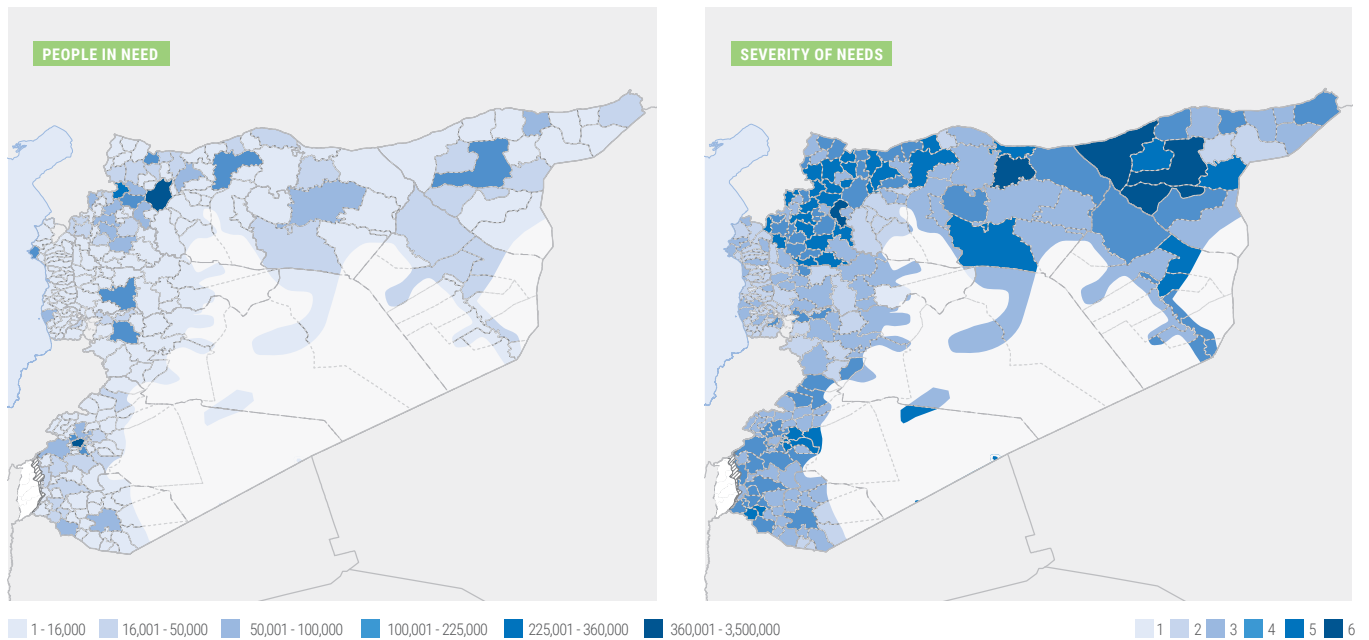 PEOPLE IN NEED
SEVERITY OF NEEDS
1 - 16,000 16,001 - 50,000 50,001 - 100,000 100,001 - 225,000 225,001 - 360,000 360,001 - 3,500,000
1 2 3 4 5 6